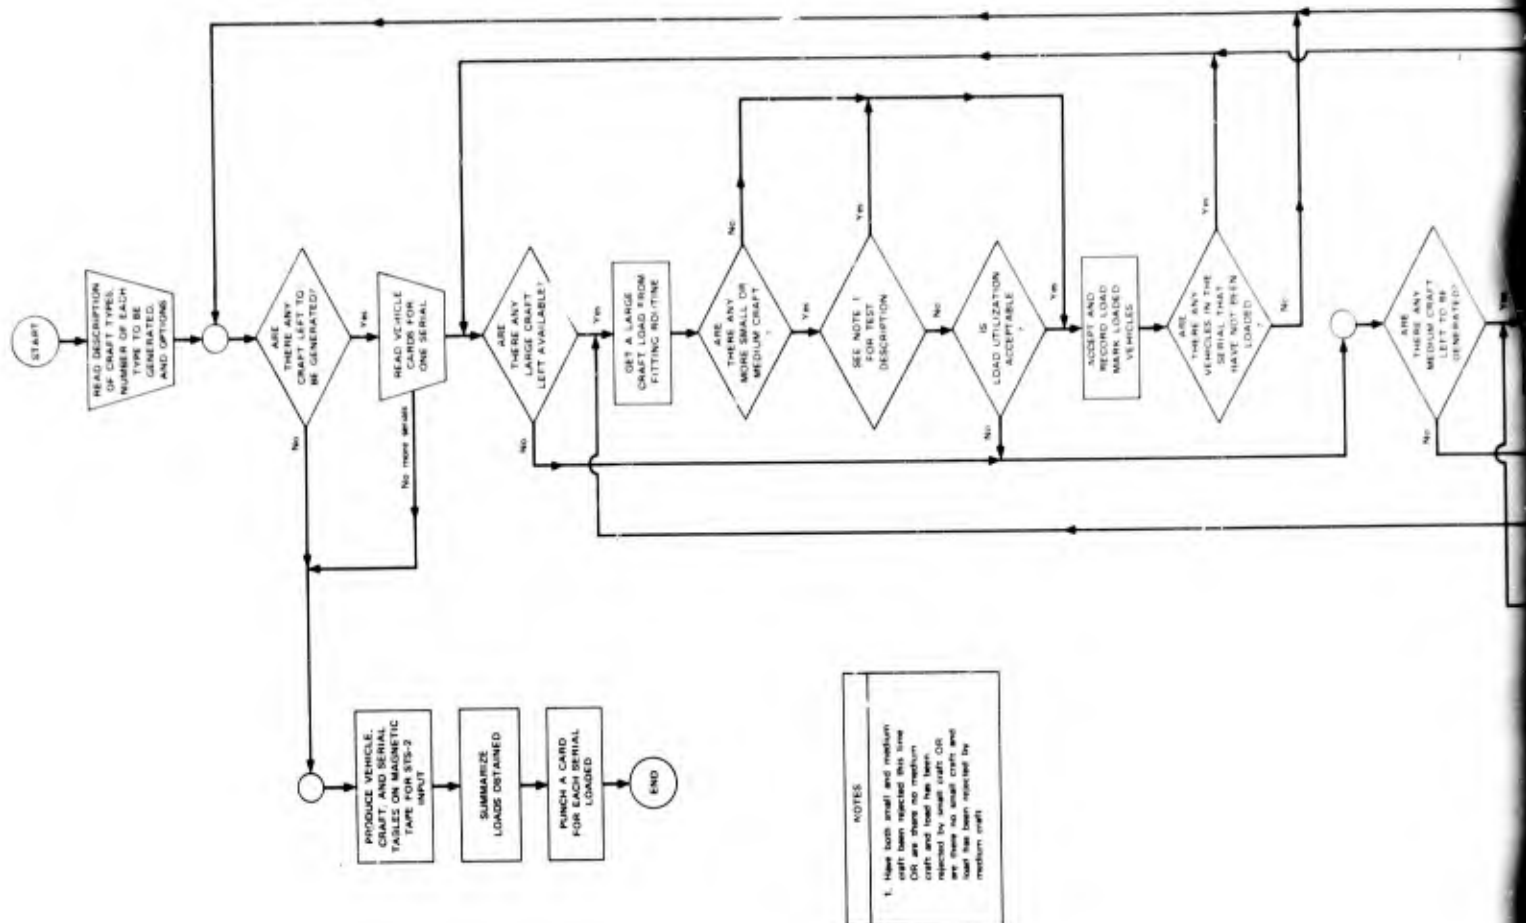 START
READ DESCRIPTION
OF CRAFT TYPES,
NUMBER OF EACH
TYPE TO BE
GENERATED,
AND OPTIONS
ARE
THERE ANY
CRAFT LEFT TO
BE GENERATED?
No
Yes
READ VEHICLE
CARDS FOR
ONE SERIAL
No more serials
ARE
THERE ANY
LARGE CRAFT
LEFT AVAILABLE?
No
Yes
GET A LARGE
CRAFT LOAD FROM
FITTING ROUTINE
ARE
THERE ANY
MORE SMALL OR
MEDIUM CRAFT
?
No
Yes
SEE NOTE 1
FOR TEST
DESCRIPTION
Yes
No
IS
LOAD UTILIZATION
ACCEPTABLE
?
No
Yes
ACCEPT AND
RECORD LOAD
MARK LOADED
VEHICLES
ARE
THERE ANY
VEHICLES IN THE
SERIAL THAT
HAVE NOT BEEN
LOADED
?
Yes
No
ARE
THERE ANY
MEDIUM CRAFT
LEFT TO BE
GENERATED?
No
Yes
PRODUCE VEHICLE,
CRAFT, AND SERIAL
TABLES ON MAGNETIC
TAPE FOR STS-2
INPUT
SUMMARIZE
LOADS OBTAINED
PUNCH A CARD
FOR EACH SERIAL
LOADED
END
NOTES
1. Have both small and medium
craft been rejected this time
OR are there no medium
craft and load has been
rejected by small craft OR
are there no small craft and
load has been rejected by
medium craft